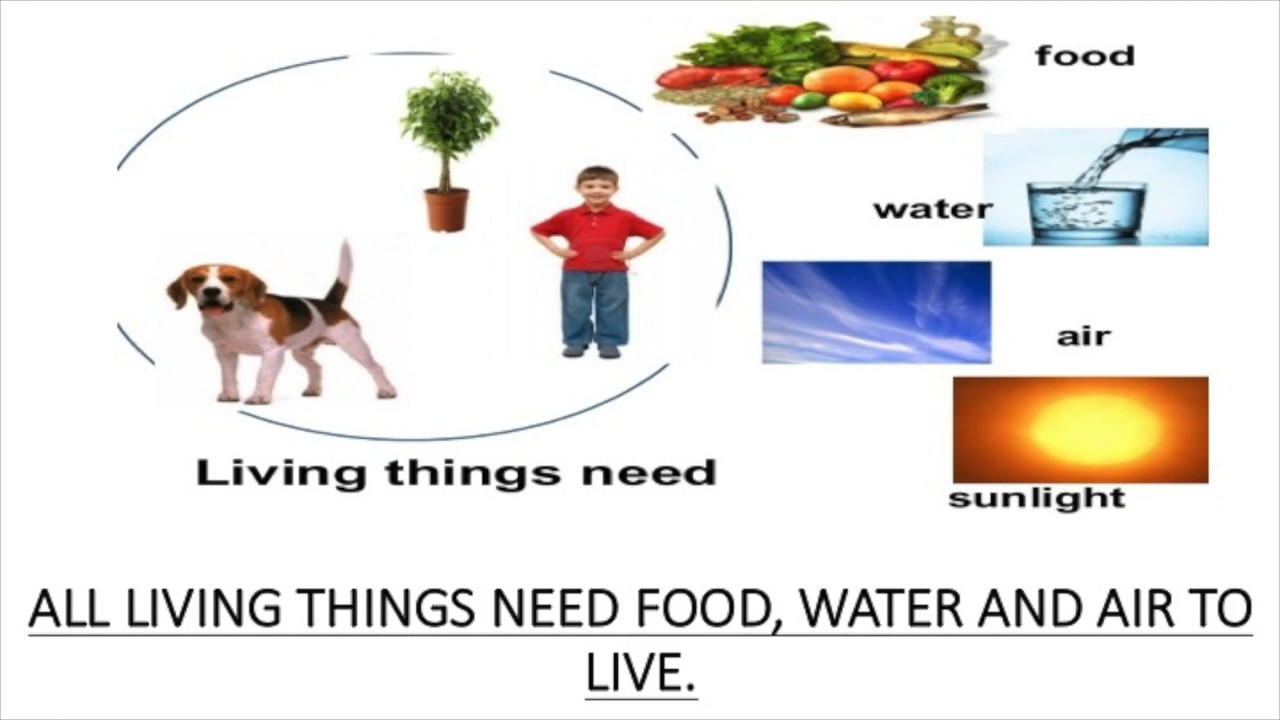 food
water
air
sunlight
Living things need
ALL LIVING THINGS NEED FOOD, WATER AND AIR TO
LIVE.